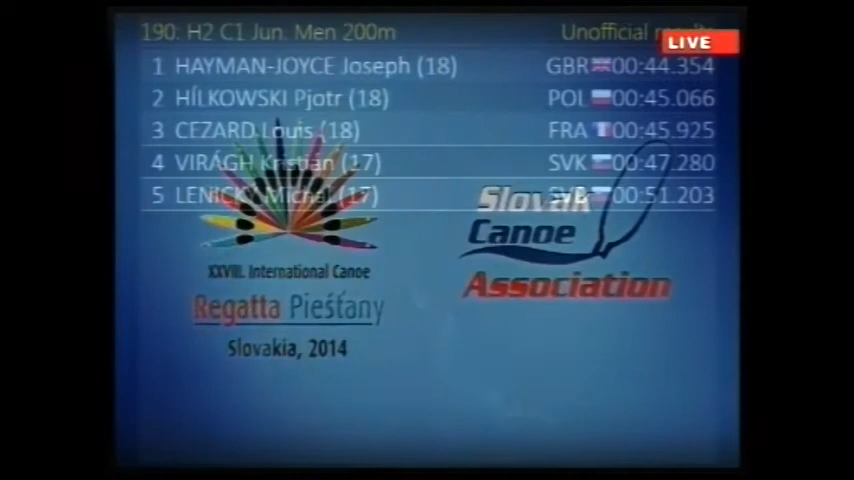 190: H2 C1 Jun. Men 200m Unofficial results
LIVE
1 HAYMAN-JOYCE Joseph (18) GBR 00:44.354
2 HÍLKOWSKI Pjotr (18) POL 00:45.066
3 CEZARD Louis (18) FRA 00:45.925
4 VIRÁGH Kristián (17) SVK 00:47.280
5 LENICKÝ Michal (17) 00:51.203
Slovak
Canoe
Association
XXVIII. International Canoe
Regatta Piešťany
Slovakia, 2014